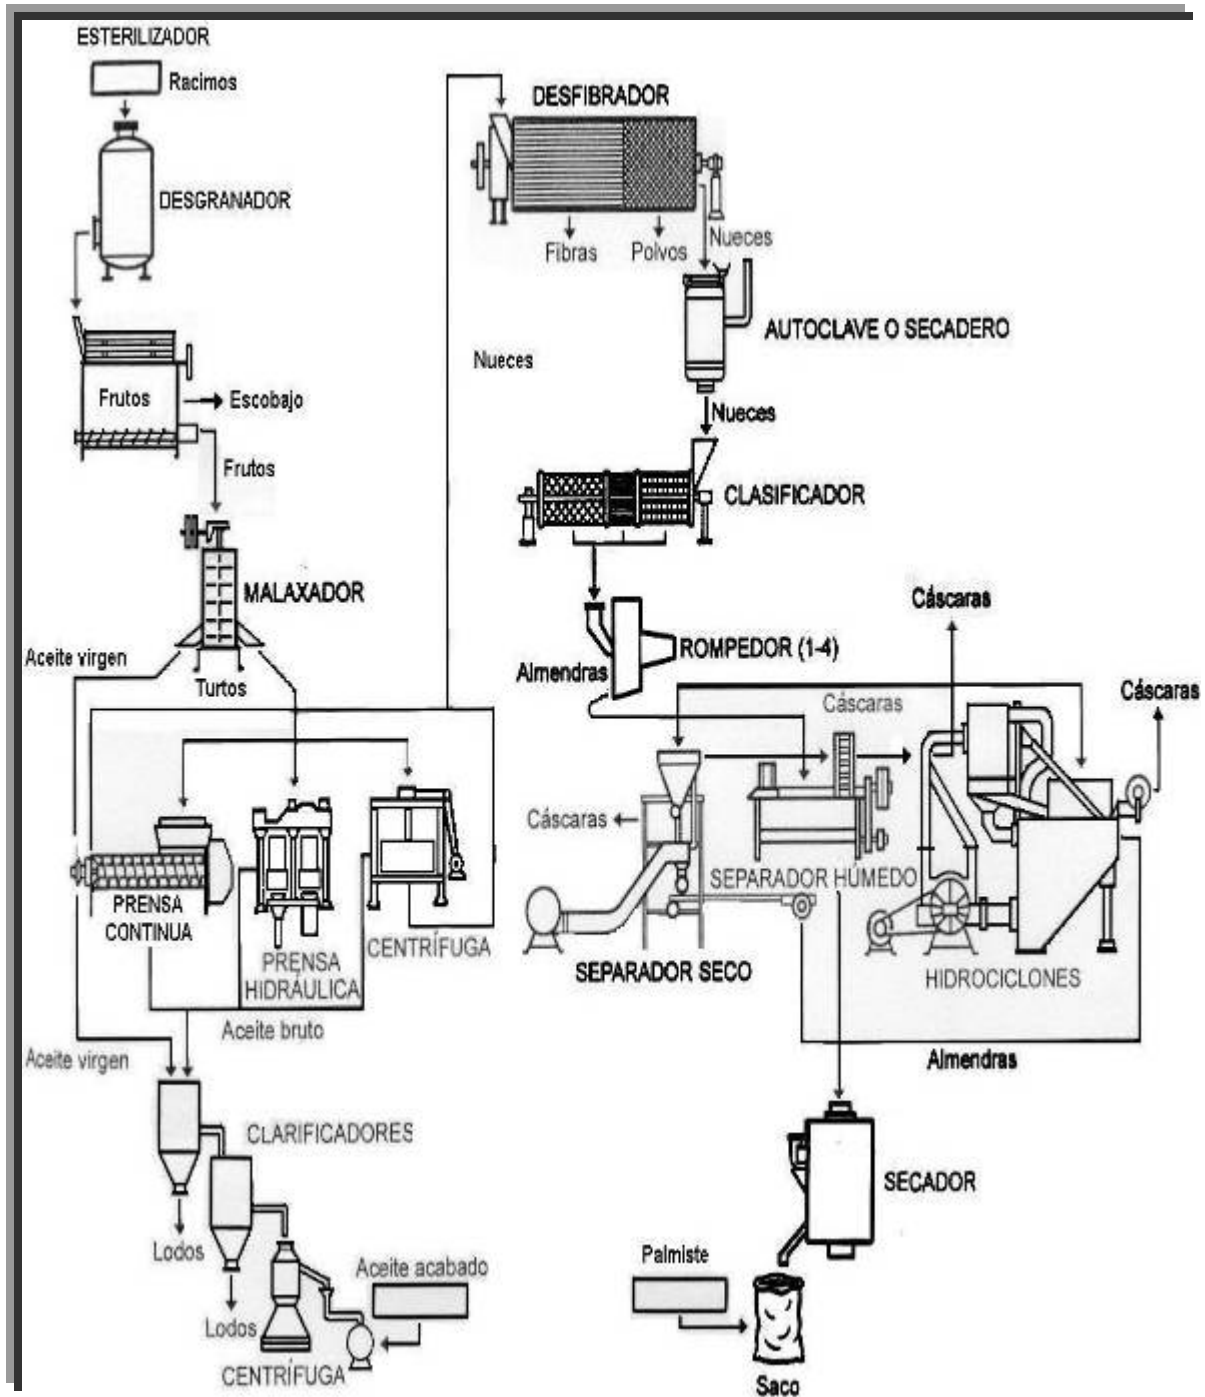 ESTERILIZADOR
Racimos
DESGRANADOR
Frutos
Escobajo
Frutos
MALAXADOR
Aceite virgen
Turtos
PRENSA
CONTINUA
PRENSA
HIDRÁULICA
CENTRÍFUGA
Aceite bruto
Aceite virgen
CLARIFICADORES
Lodos
Lodos
Aceite acabado
CENTRÍFUGA
DESFIBRADOR
Fibras
Polvos
Nueces
AUTOCLAVE O SECADERO
Nueces
Nueces
CLASIFICADOR
ROMPEDOR (1-4)
Almendras
Cáscaras
Cáscaras
Cáscaras
Cáscaras
SEPARADOR HÚMEDO
SEPARADOR SECO
HIDROCICLONES
Almendras
SECADOR
Palmiste
Saco